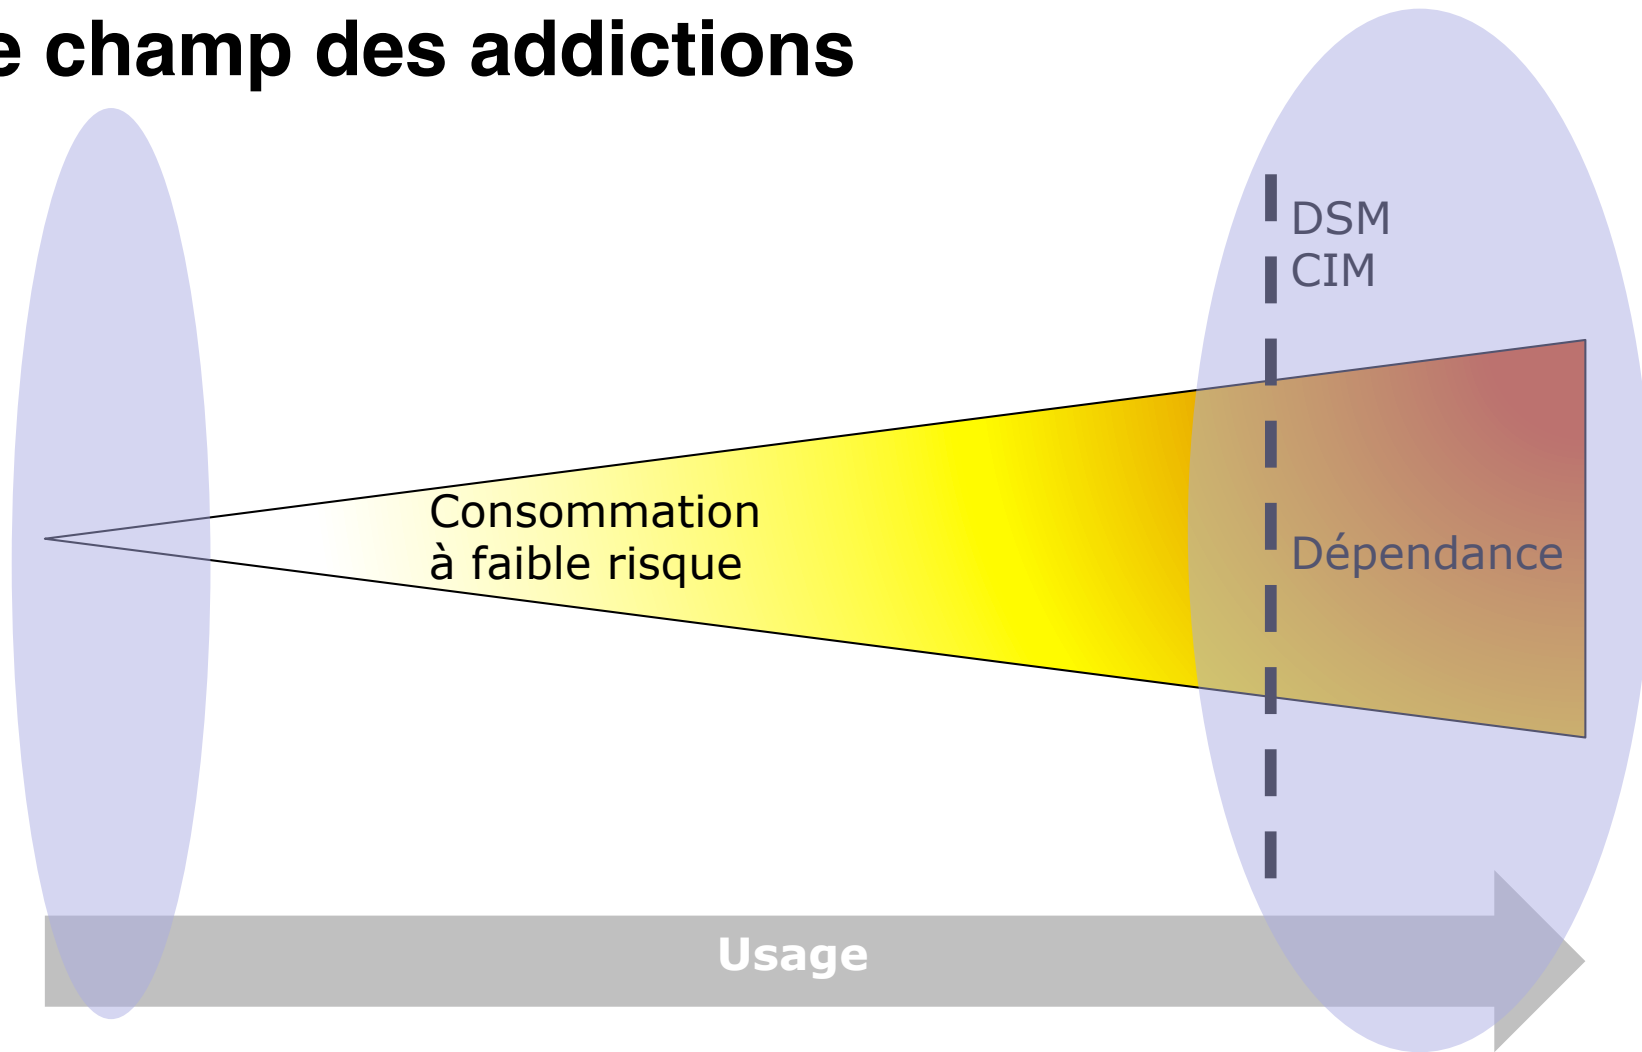 e champ des addictions
DSM
CIM
Consommation
à faible risque
Dépendance
Usage